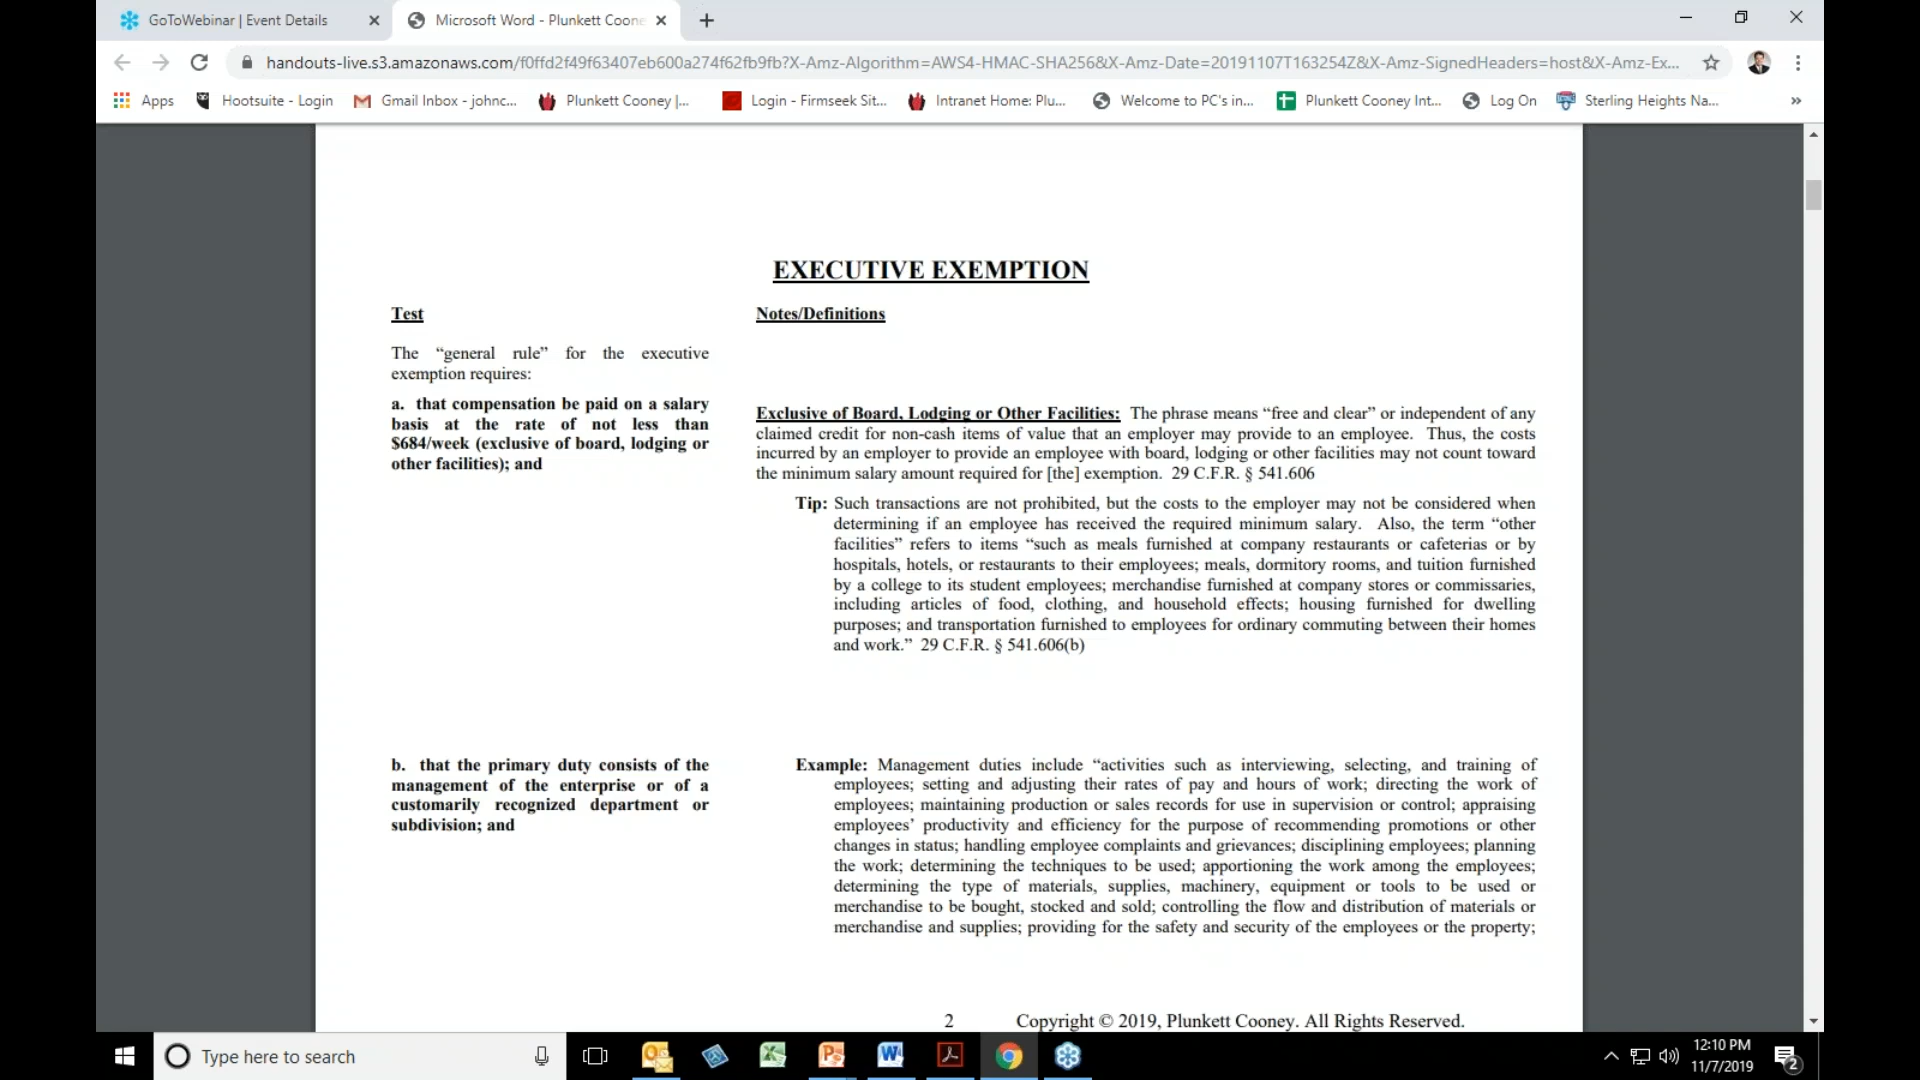 GoToWebinar | Event Details
Microsoft Word - Plunkett Coone
handouts-live.s3.amazonaws.com/f0ffd2f49f63407eb600a274f62fb9fb?X-Amz-Algorithm=AWS4-HMAC-SHA256&X-Amz-Date=20191107T163254Z&X-Amz-SignedHeaders=host&X-Amz-Ex...
Apps Hootsuite - Login Gmail Inbox - johnc... Plunkett Cooney |... Login - Firmseek Sit... Intranet Home: Plu... Welcome to PC's in... Plunkett Cooney Int... Log On Sterling Heights Na... »
EXECUTIVE EXEMPTION
Test
The “general rule” for the executive
exemption requires:
a. that compensation be paid on a salary
basis at the rate of not less than
$684/week (exclusive of board, lodging or
other facilities); and
Notes/Definitions
Exclusive of Board, Lodging or Other Facilities: The phrase means “free and clear” or independent of any
claimed credit for non-cash items of value that an employer may provide to an employee. Thus, the costs
incurred by an employer to provide an employee with board, lodging or other facilities may not count toward
the minimum salary amount required for [the] exemption. 29 C.F.R. § 541.606
Tip: Such transactions are not prohibited, but the costs to the employer may not be considered when
determining if an employee has received the required minimum salary. Also, the term “other
facilities” refers to items “such as meals furnished at company restaurants or cafeterias or by
hospitals, hotels, or restaurants to their employees; meals, dormitory rooms, and tuition furnished
by a college to its student employees; merchandise furnished at company stores or commissaries,
including articles of food, clothing, and household effects; housing furnished for dwelling
purposes; and transportation furnished to employees for ordinary commuting between their homes
and work.” 29 C.F.R. § 541.606(b)
b. that the primary duty consists of the
management of the enterprise or of a
customarily recognized department or
subdivision; and
Example: Management duties include “activities such as interviewing, selecting, and training of
employees; setting and adjusting their rates of pay and hours of work; directing the work of
employees; maintaining production or sales records for use in supervision or control; appraising
employees’ productivity and efficiency for the purpose of recommending promotions or other
changes in status; handling employee complaints and grievances; disciplining employees; planning
the work; determining the techniques to be used; apportioning the work among the employees;
determining the type of materials, supplies, machinery, equipment or tools to be used or
merchandise to be bought, stocked and sold; controlling the flow and distribution of materials or
merchandise and supplies; providing for the safety and security of the employees or the property;
2 Copyright © 2019, Plunkett Cooney. All Rights Reserved.
Type here to search
12:10 PM
11/7/2019
2